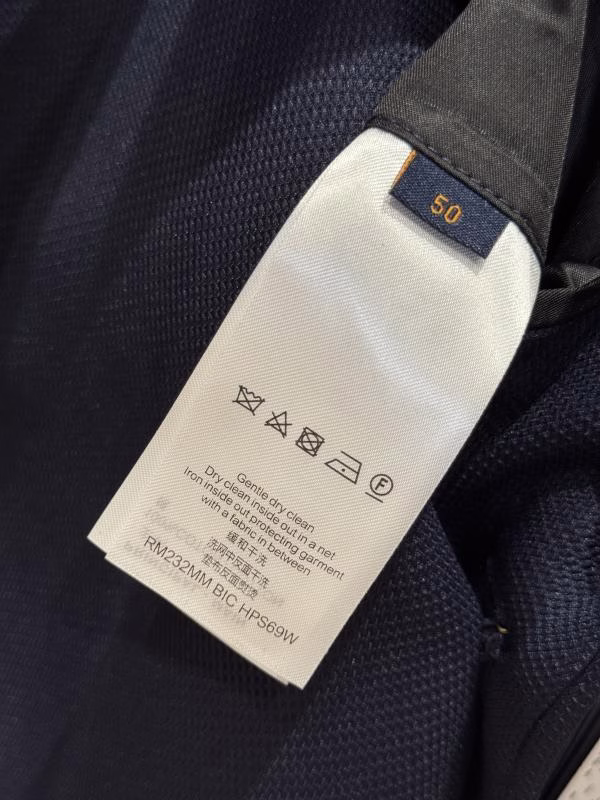 50
F
Gentle dry clean
Dry clean inside out in a net
Iron inside out protecting garment
with a fabric in between
缓和干洗
洗网中反面干洗
垫布反面熨烫
RM232MM BIC HPS69W